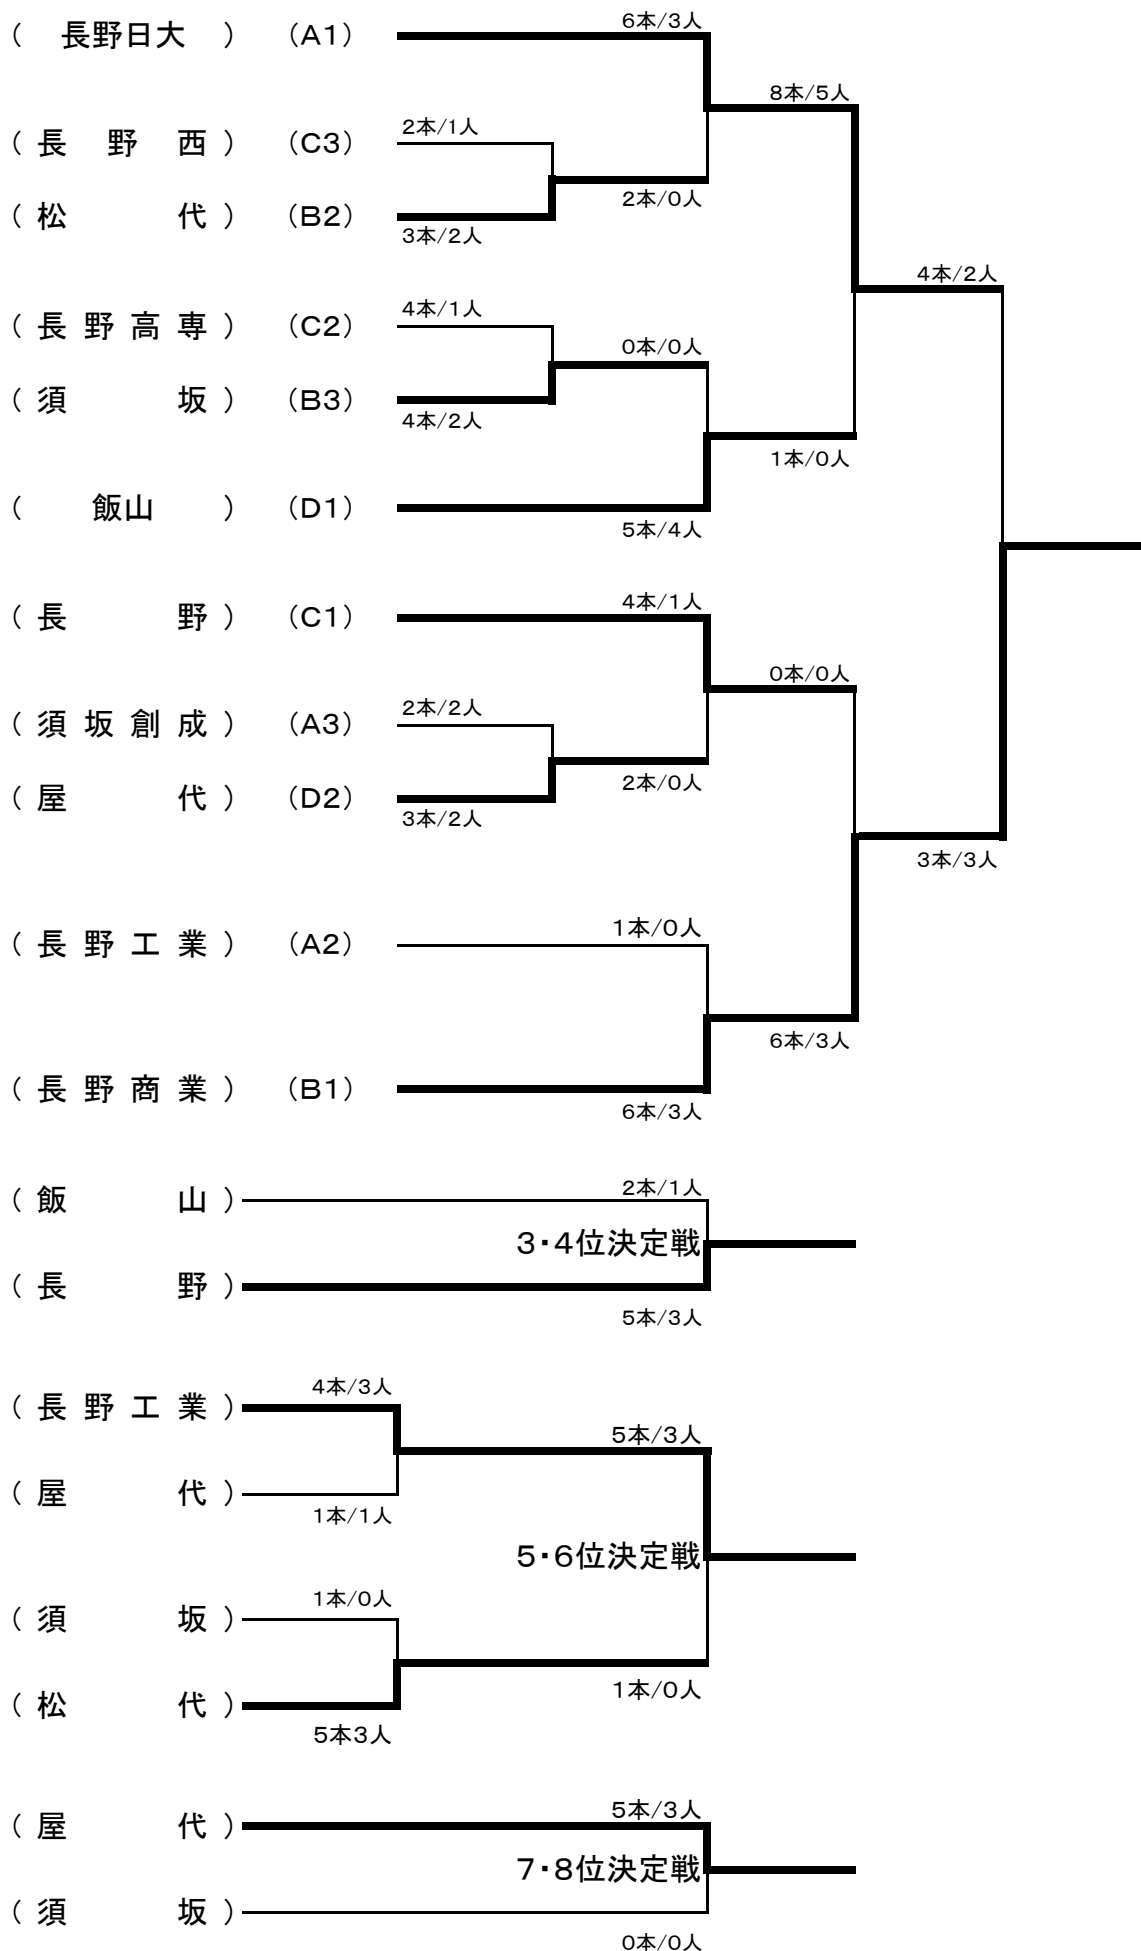 6本/3人
（ 長野日大 ） （A1）
8本/5人
2本/1人
（ 長 野 西 ） （C3）
2本/0人
（ 松 代 ） （B2）
3本/2人
4本/2人
4本/1人
（ 長 野 高 専 ） （C2）
0本/0人
（ 須 坂 ） （B3）
4本/2人
1本/0人
（ 飯山 ） （D1）
5本/4人
4本/1人
（ 長 野 ） （C1）
0本/0人
2本/2人
（ 須 坂 創 成 ） （A3）
2本/0人
（ 屋 代 ） （D2）
3本/2人
3本/3人
1本/0人
（ 長 野 工 業 ） （A2）
6本/3人
（ 長 野 商 業 ） （B1）
6本/3人
2本/1人
（ 飯 山 ）
3・4位決定戦
（ 長 野 ）
5本/3人
4本/3人
（ 長 野 工 業 ）
5本/3人
（ 屋 代 ）
1本/1人
5・6位決定戦
1本/0人
（ 須 坂 ）
1本/0人
（ 松 代 ）
5本3人
5本/3人
（ 屋 代 ）
7・8位決定戦
（ 須 坂 ）
0本/0人